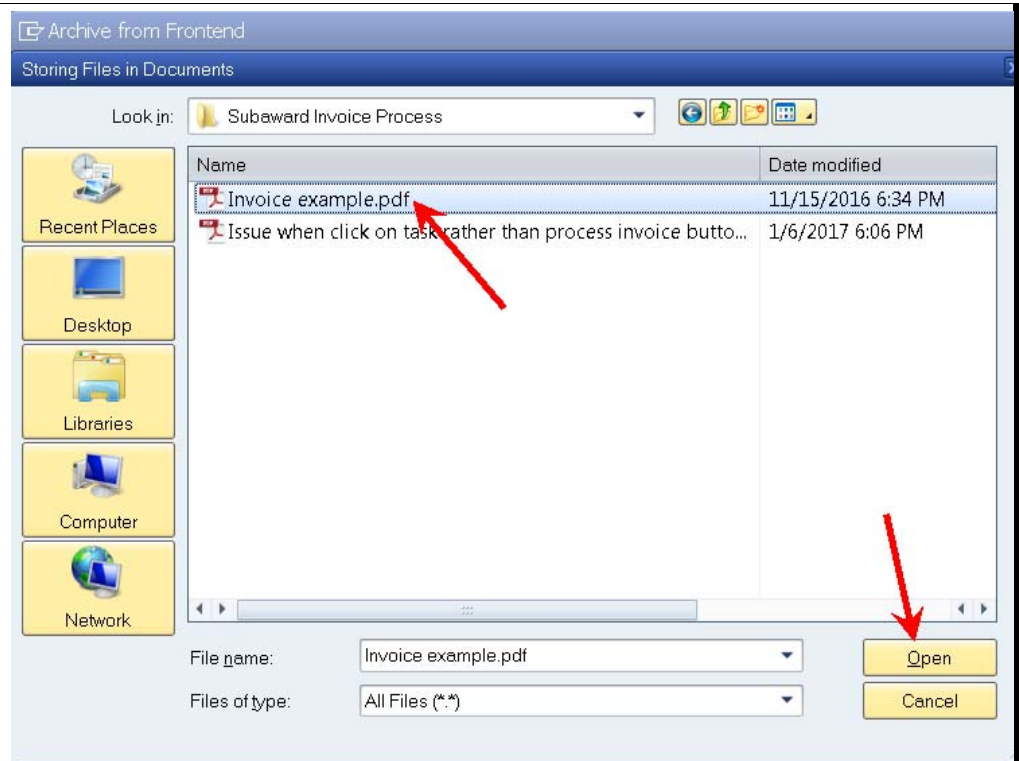 Archive from Frontend
Storing Files in Documents
Look in: Subaward Invoice Process
Name Date modified
Invoice example.pdf 11/15/2016 6:34 PM
Issue when click on task rather than process invoice butto... 1/6/2017 6:06 PM
Recent Places
Desktop
Libraries
Computer
Network
File name: Invoice example.pdf
Open
Files of type: All Files (*.*)
Cancel